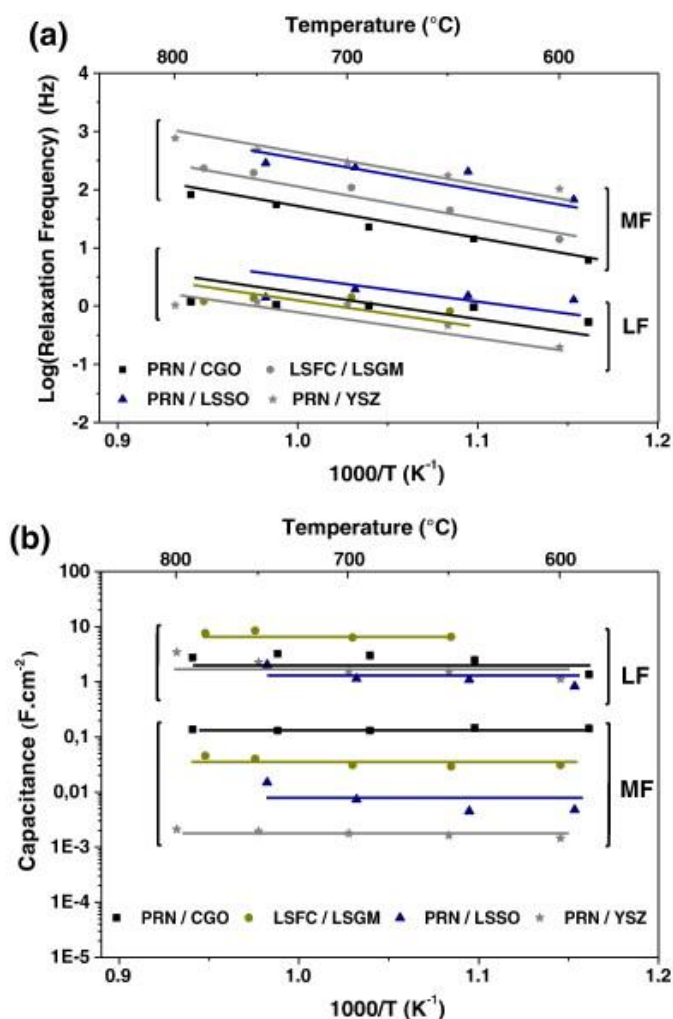 (a)
Temperature (°C)
800 700 600
Log(Relaxation Frequency) (Hz)
4
3
2
1
0
-1
-2
MF
LF
PRN / CGO LSFC / LSGM
PRN / LSSO PRN / YSZ
0.9 1.0 1.1 1.2
1000/T (K⁻¹)
(b)
Temperature (°C)
800 700 600
Capacitance (F.cm⁻²)
100
10
1
0,1
0,01
1E-3
1E-4
1E-5
LF
MF
PRN / CGO LSFC / LSGM PRN / LSSO PRN / YSZ
0.9 1.0 1.1 1.2
1000/T (K⁻¹)